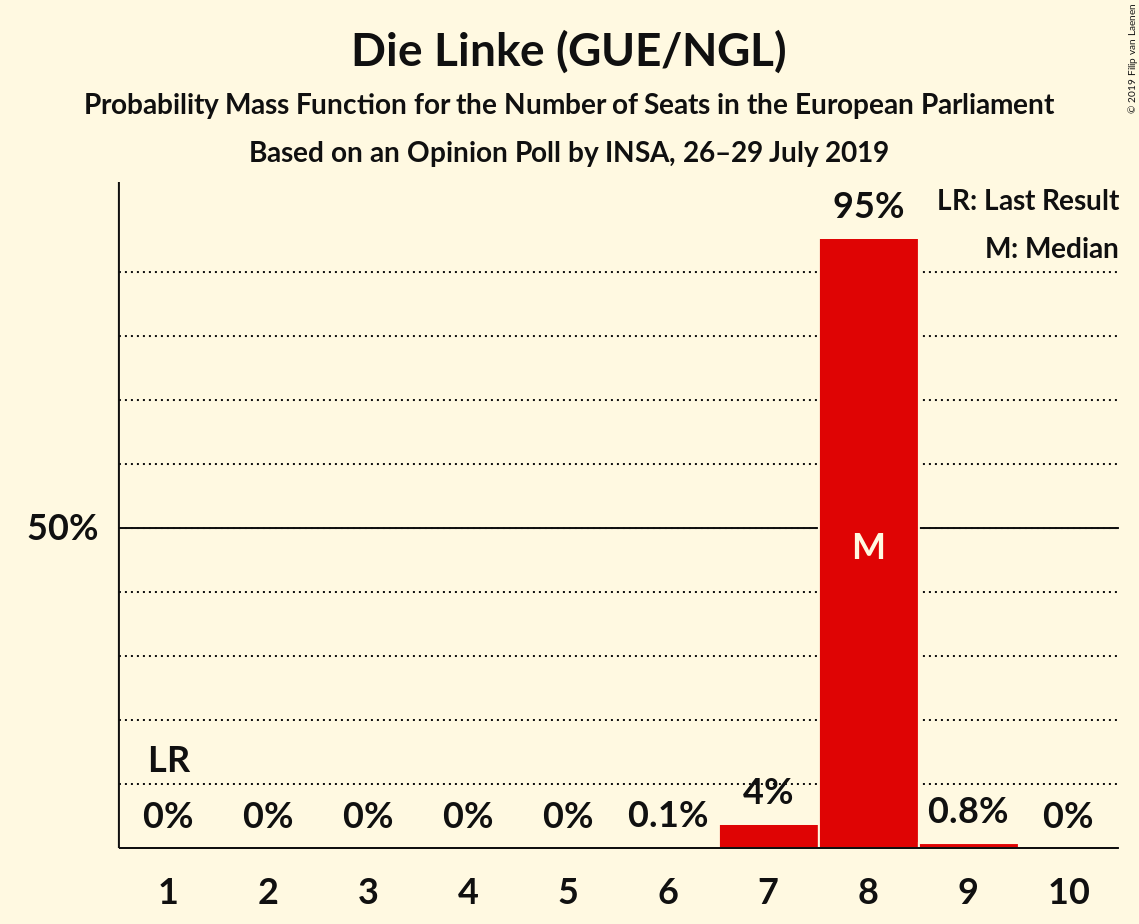 Die Linke (GUE/NGL)
Probability Mass Function for the Number of Seats in the European Parliament
Based on an Opinion Poll by INSA, 26–29 July 2019
© 2019 Filip van Laenen
LR: Last Result
M: Median
95%
50%
M
LR
0% 0% 0% 0% 0% 0.1% 4% 0.8% 0%
1 2 3 4 5 6 7 8 9 10